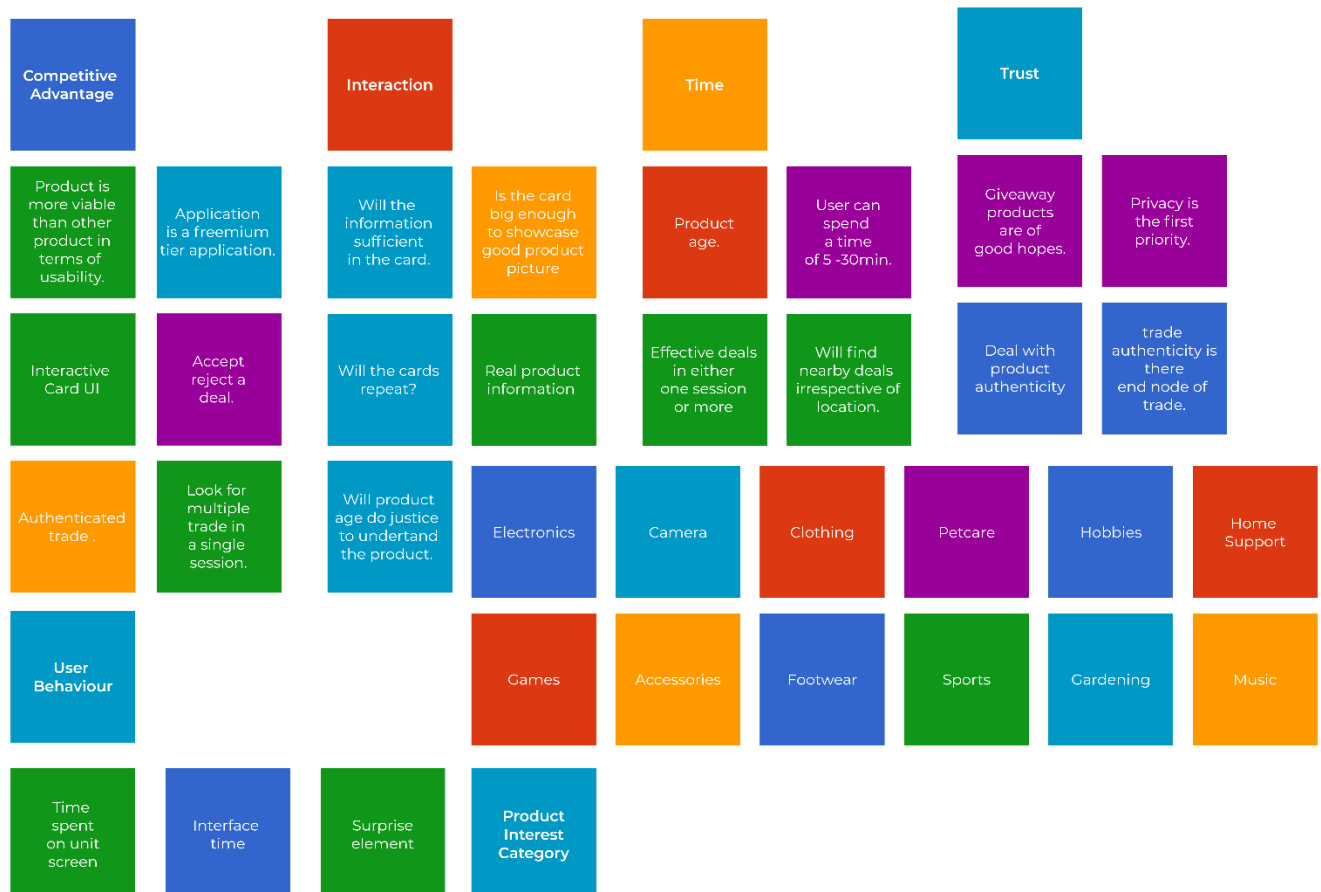 Competitive
Advantage
Interaction
Time
Trust
Product is
more viable
than other
product in
terms of
usability.
Application
is a freemium
tier application.
Will the
information
sufficient
in the card.
Is the card
big enough
to showcase
good product
picture
Product
age.
User can
spend
a time
of 5 -30min.
Giveaway
products
are of
good hopes.
Privacy is
the first
priority.
Interactive
Card UI
Accept
reject a
deal.
Will the cards
repeat?
Real product
information
Effective deals
in either
one session
or more
Will find
nearby deals
irrespective of
location.
Deal with
product
authenticity
trade
authenticity is
there
end node of
trade.
Authenticated
trade .
Look for
multiple
trade in
a single
session.
Will product
age do justice
to undertand
the product.
Electronics
Camera
Clothing
Petcare
Hobbies
Home
Support
User
Behaviour
Games
Accessories
Footwear
Sports
Gardening
Music
Time
spent
on unit
screen
Interface
time
Surprise
element
Product
Interest
Category